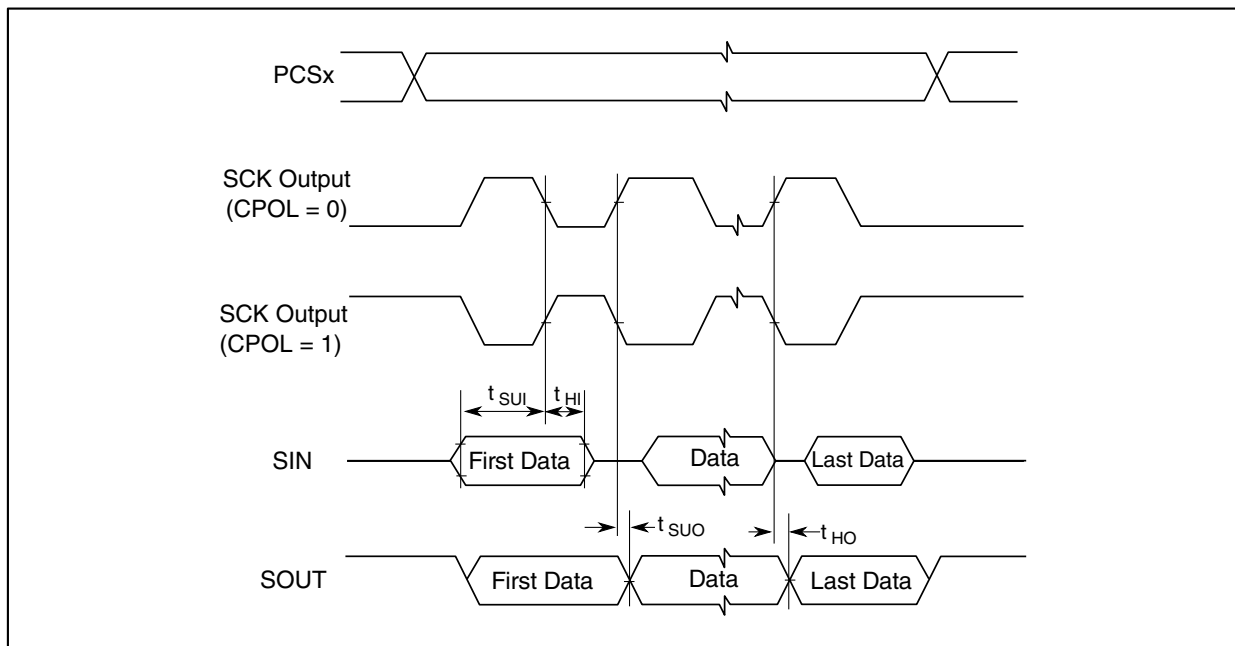 PCSx
SCK Output
(CPOL = 0)
SCK Output
(CPOL = 1)
t SUI
t HI
SIN
First Data
Data
Last Data
t SUO
t HO
SOUT
First Data
Data
Last Data